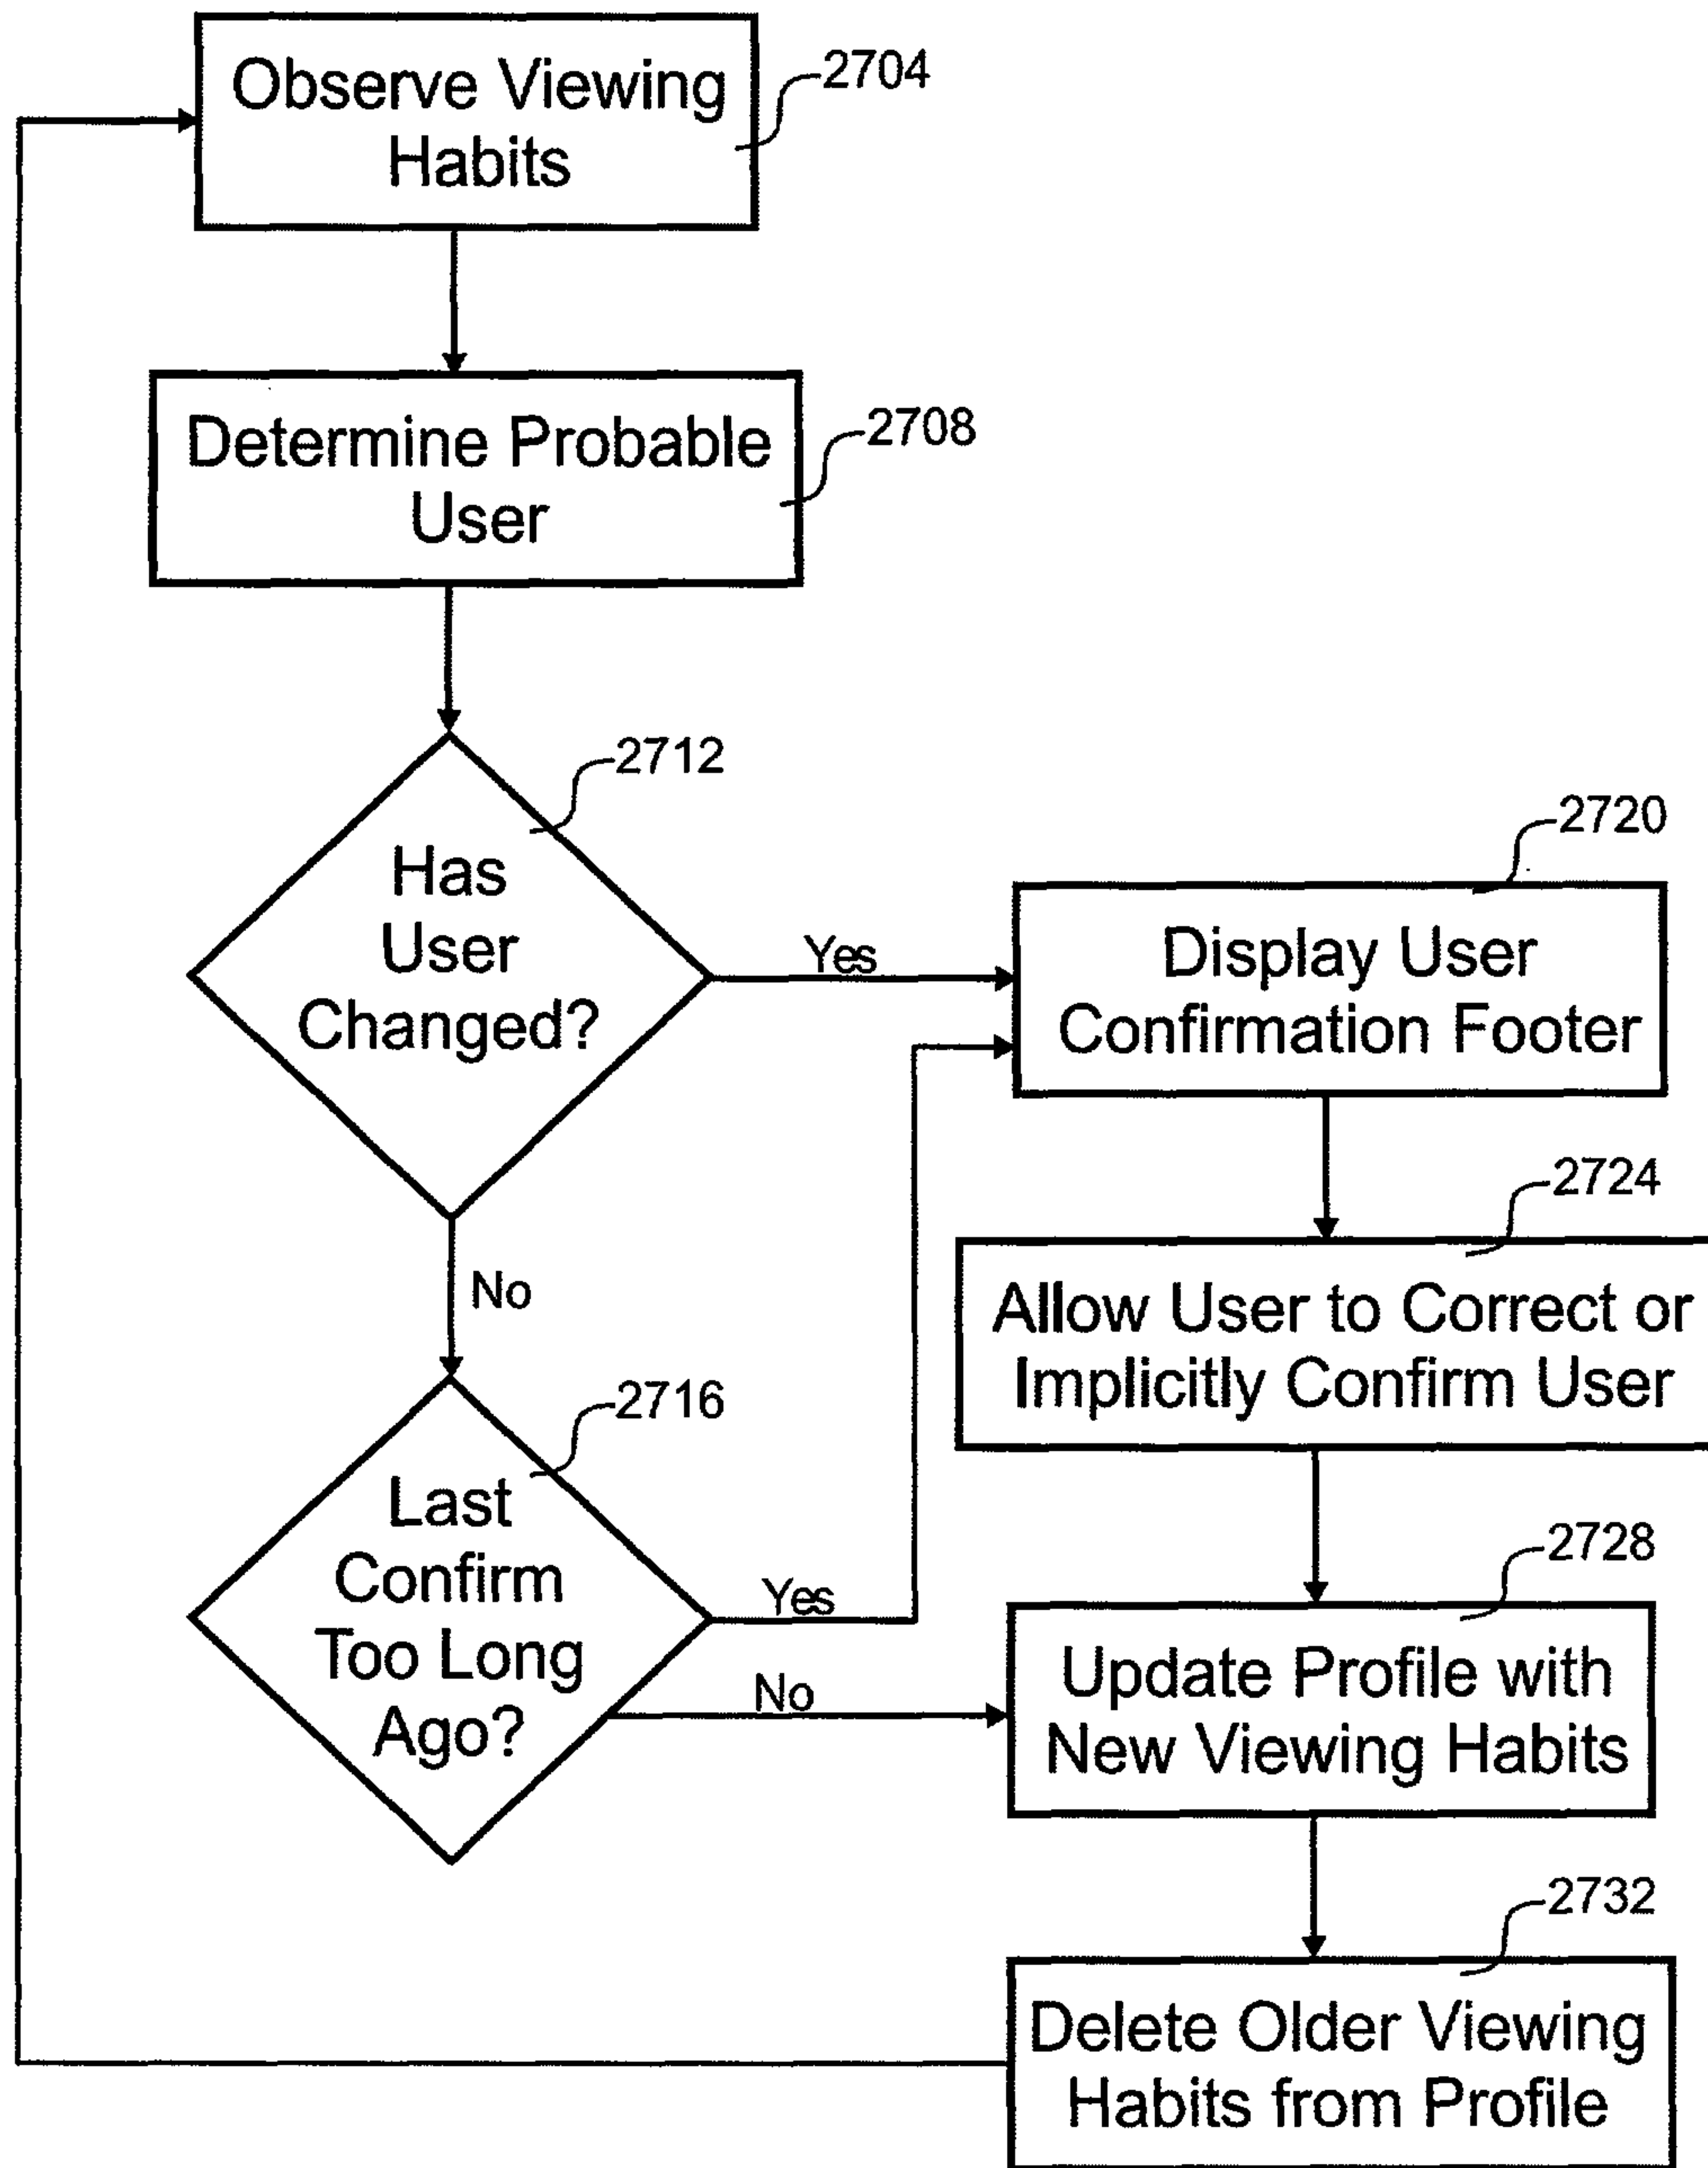 Observe Viewing
Habits
2704
Determine Probable
User
2708
2712
Has
User
Changed?
Yes
No
2720
Display User
Confirmation Footer
2724
Allow User to Correct or
Implicitly Confirm User
2716
Last
Confirm
Too Long
Ago?
Yes
No
2728
Update Profile with
New Viewing Habits
2732
Delete Older Viewing
Habits from Profile